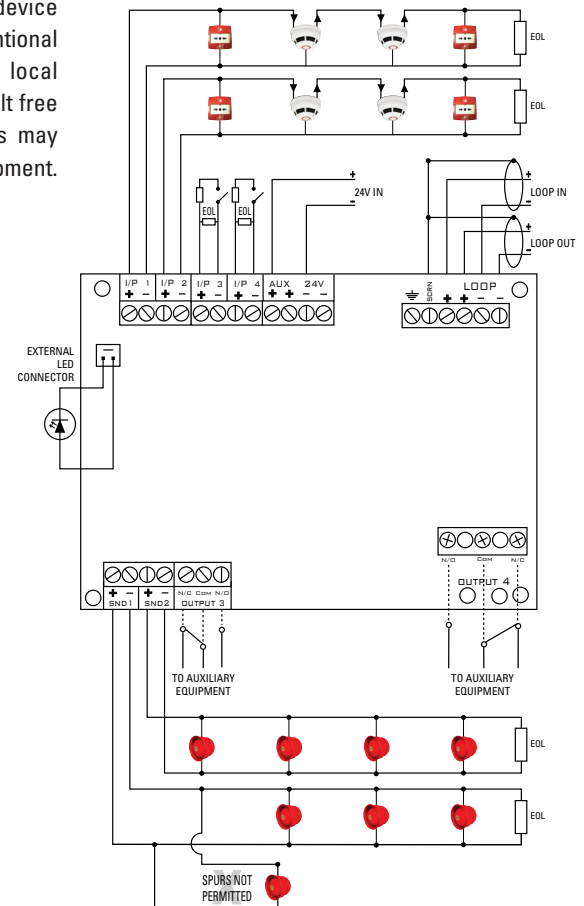 device
ntional
local
lt free
s may
oment.
EOL
EOL
EOL EOL
+
24V IN
-
+
LOOP IN
-
+
LOOP OUT
-
I/P 1 I/P 2 I/P 3 I/P 4 AUX 24V
+ - + - + - + - + + - -
SCRN LOOP
+ + - -
EXTERNAL
LED
CONNECTOR
+ - + - N/C COM N/O
SND1 SND2 OUTPUT 3
N/O COM N/C
OUTPUT 4
TO AUXILIARY
EQUIPMENT
TO AUXILIARY
EQUIPMENT
EOL
EOL
X
SPURS NOT
PERMITTED